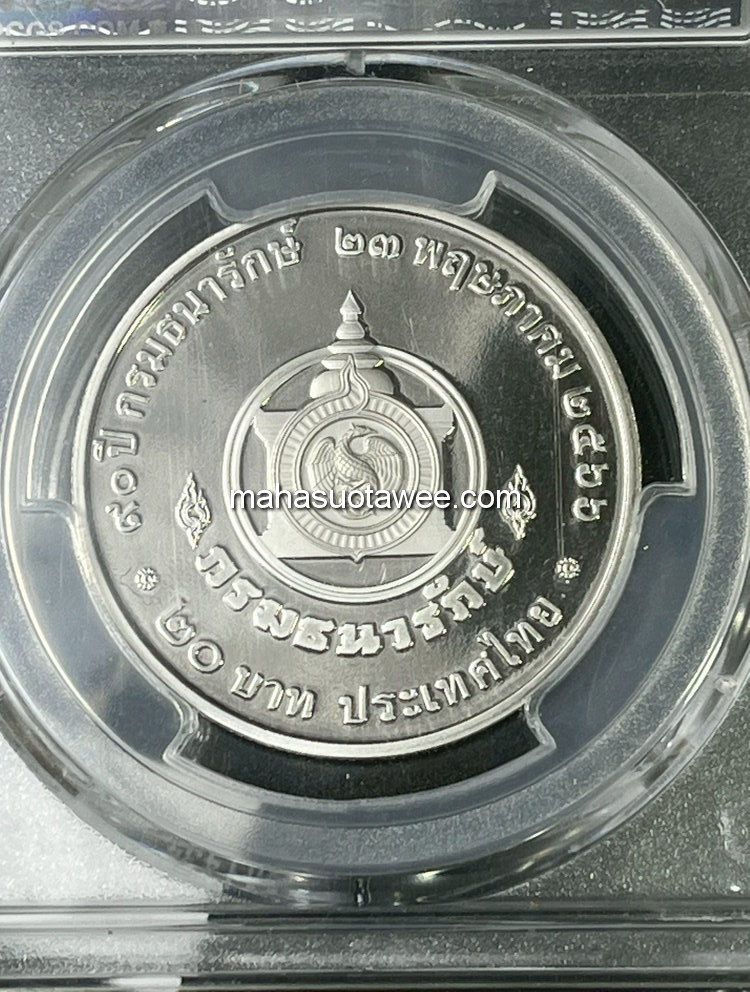 ๙๐ ปี กรมธนารักษ์ ๒๓ พฤษภาคม ๒๕๖๖
mahasuotawee.com
กรมธนารักษ์
๒๐ บาท ประเทศไทย